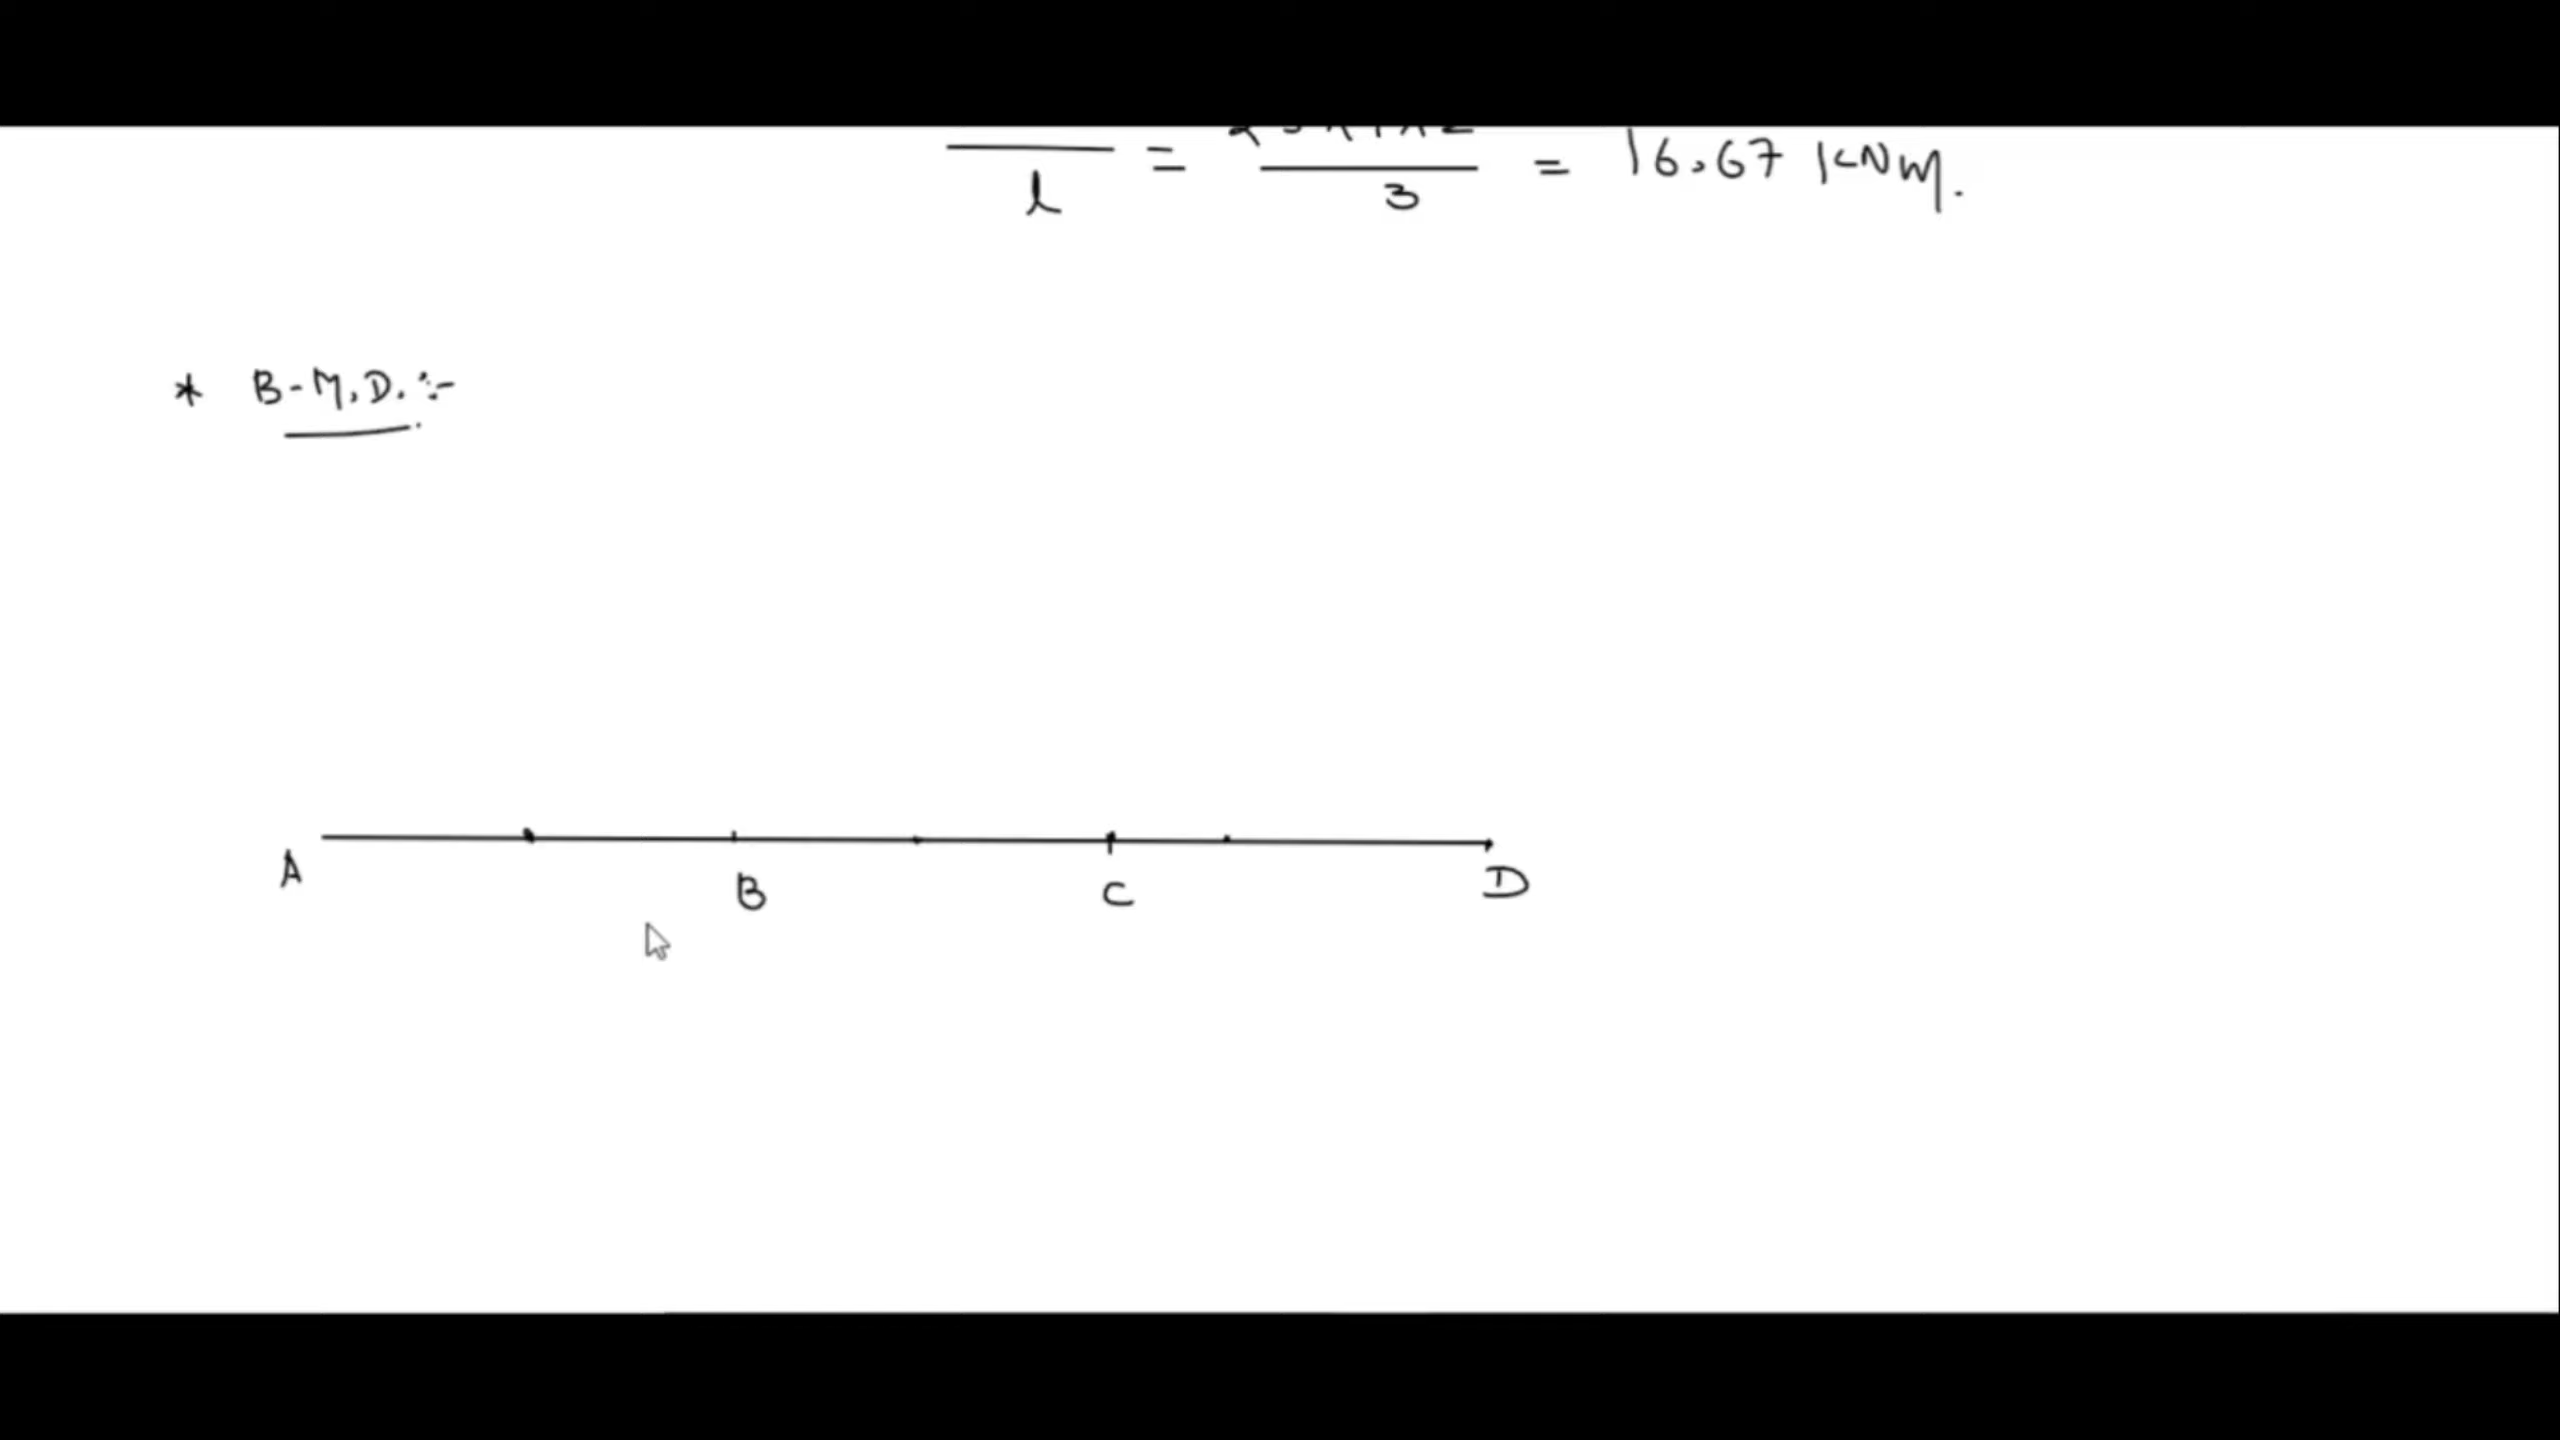 l = 3 = 16.67 KNm.
* B-M.D. :-
A B C D